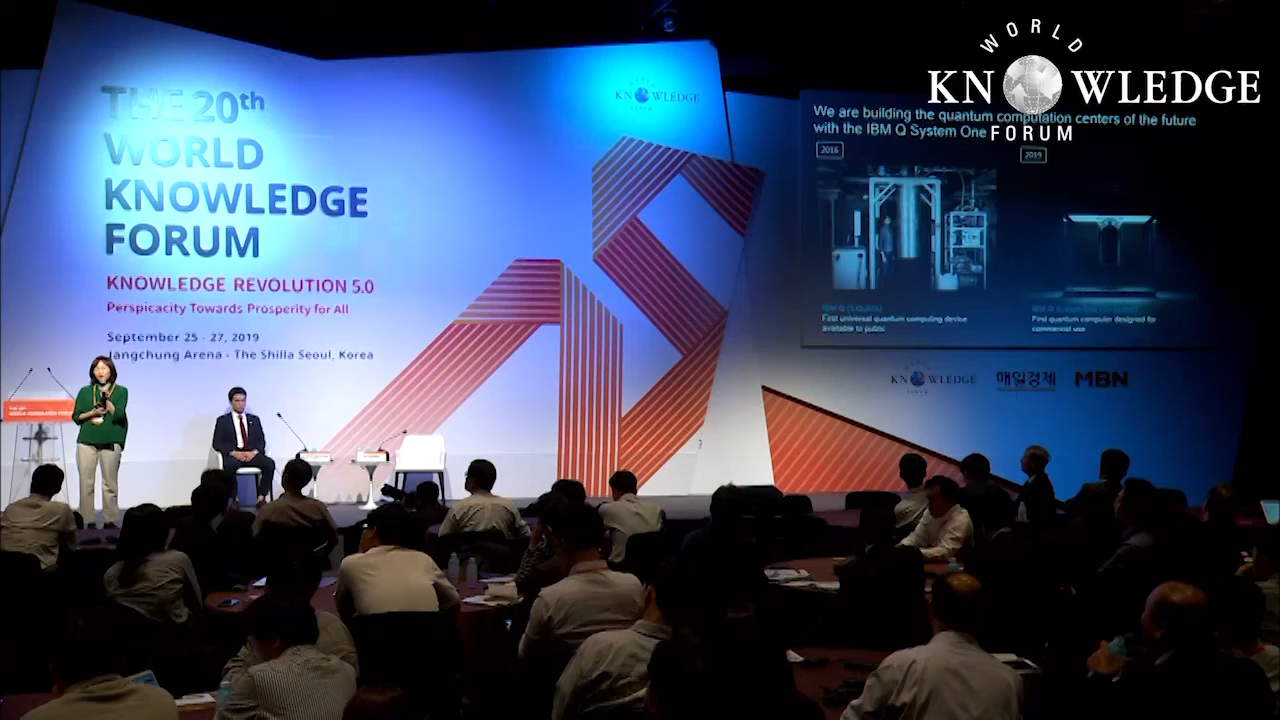 THE 20th
WORLD
KNOWLEDGE
FORUM
KNOWLEDGE REVOLUTION 5.0
Perspicacity Towards Prosperity for All
September 25 - 27, 2019
Jangchung Arena · The Shilla Seoul, Korea
KNOWLEDGE
WORLD
KNOWLEDGE
FORUM
We are building the quantum computation centers of the future
with the IBM Q System One
2016
2019
First universal quantum computing device
available to public
First quantum computer designed for
commercial use
KNOWLEDGE
매일경제
MBN